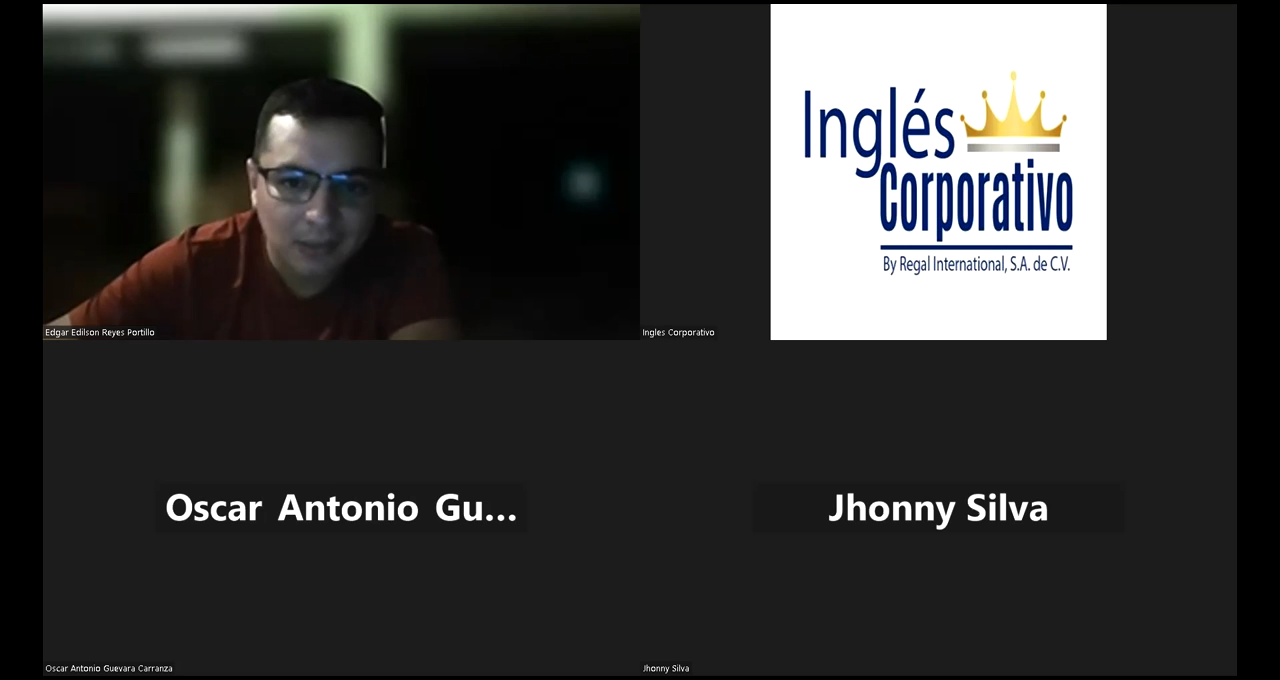 Inglés
Corporativo
By Regal International, S.A. de C.V.
Edgar Edilson Reyes Portillo
Ingles Corporativo
Oscar Antonio Gu...
Jhonny Silva
Oscar Antonio Guevara Carranza
Jhonny Silva